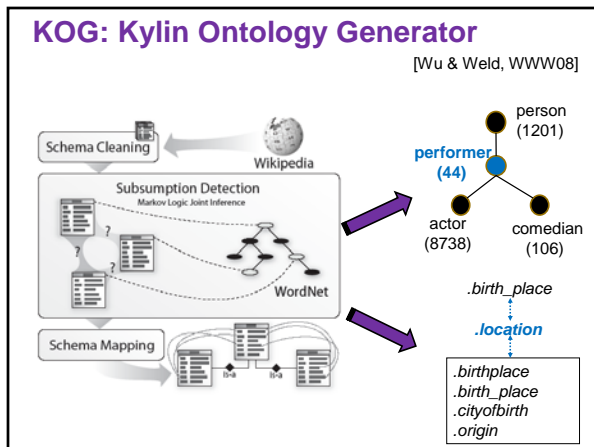 KOG: Kylin Ontology Generator
[Wu & Weld, WWW08]
Schema Cleaning
Wikipedia
Subsumption Detection
Markov Logic Joint Inference
?
?
?
WordNet
Schema Mapping
is-a
is-a
person
(1201)
performer
(44)
actor
(8738)
comedian
(106)
.birth_place
.location
.birthplace
.birth_place
.cityofbirth
.origin